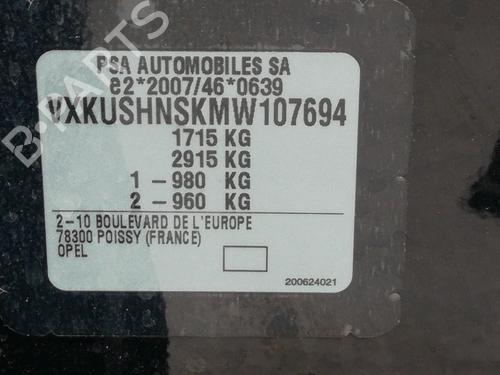 PSA AUTOMOBILES SA
e2*2007/46*0639
VXKUSHNSKMW107694
1715 KG
2915 KG
1 - 980 KG
2 - 960 KG
2-10 BOULEVARD DE L'EUROPE
78300 POISSY (FRANCE)
OPEL
200624021
B-PARTS